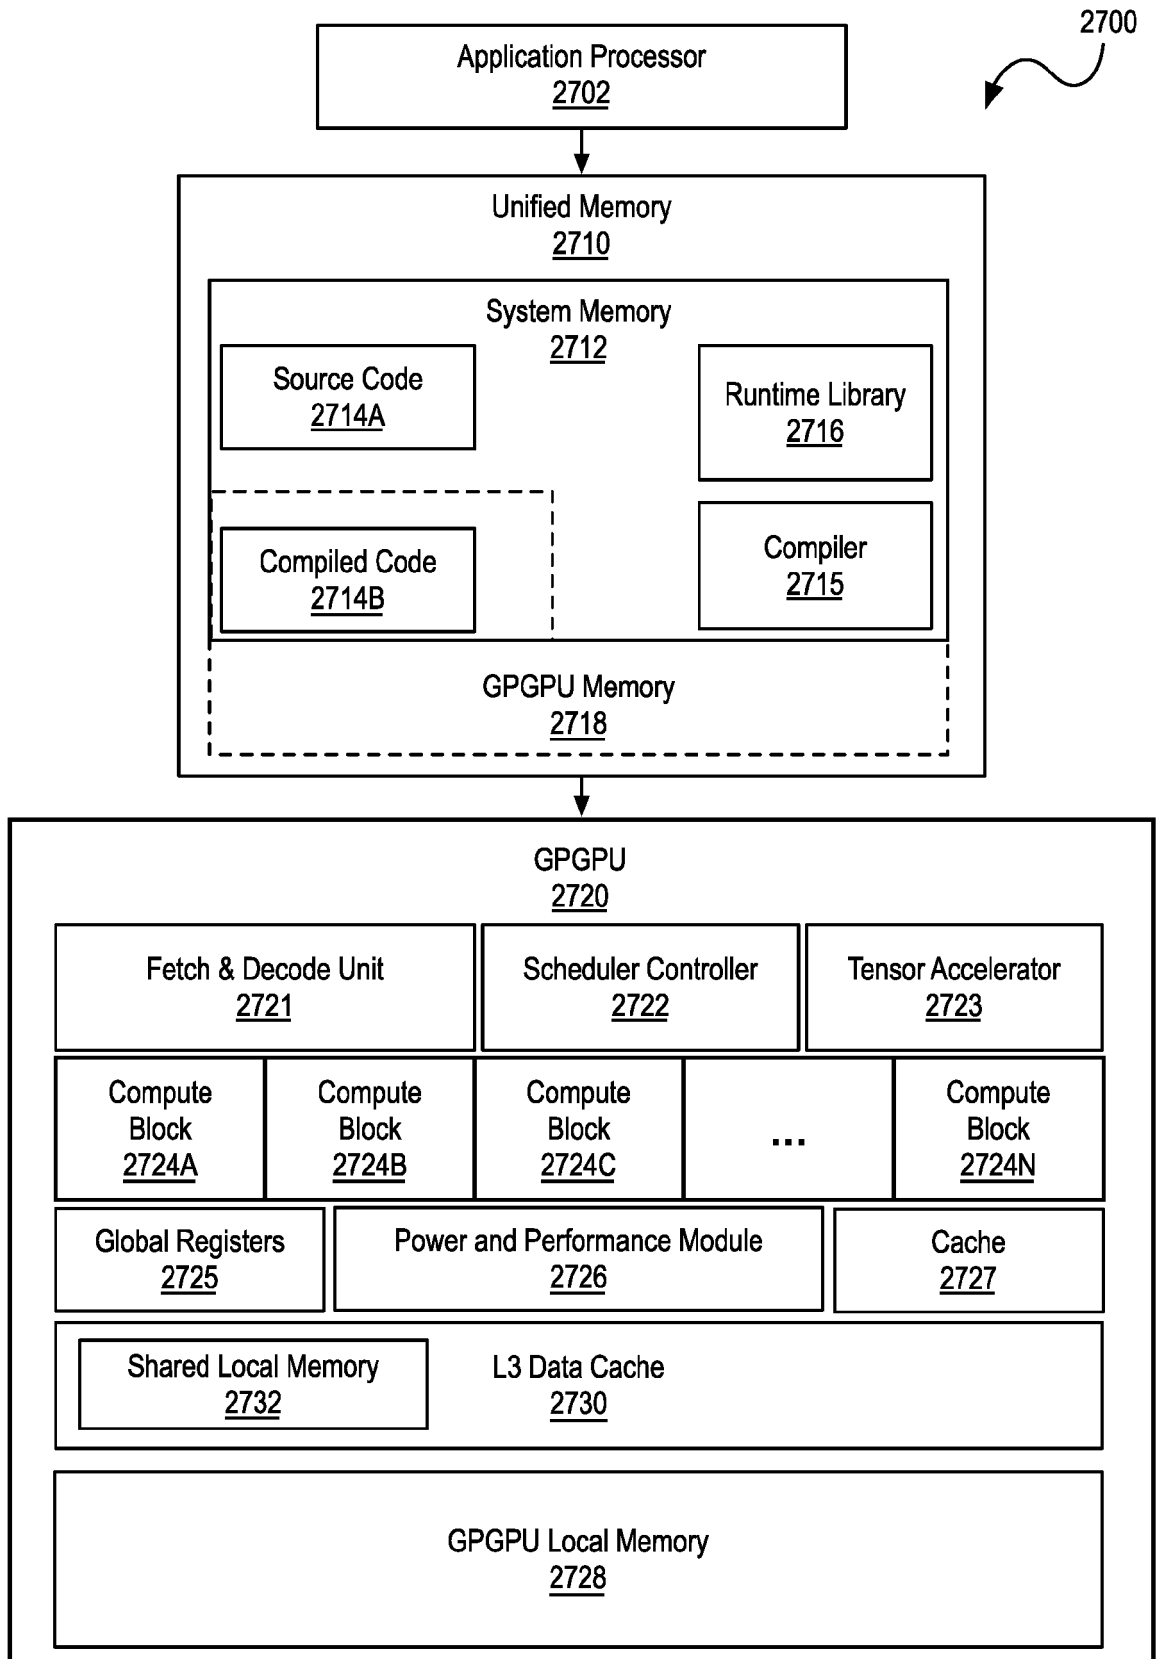 2700
Application Processor
2702
Unified Memory
2710
System Memory
2712
Source Code
2714A
Runtime Library
2716
Compiled Code
2714B
Compiler
2715
GPGPU Memory
2718
GPGPU
2720
Fetch & Decode Unit
2721
Scheduler Controller
2722
Tensor Accelerator
2723
Compute
Block
2724A
Compute
Block
2724B
Compute
Block
2724C
...
Compute
Block
2724N
Global Registers
2725
Power and Performance Module
2726
Cache
2727
Shared Local Memory
2732
L3 Data Cache
2730
GPGPU Local Memory
2728